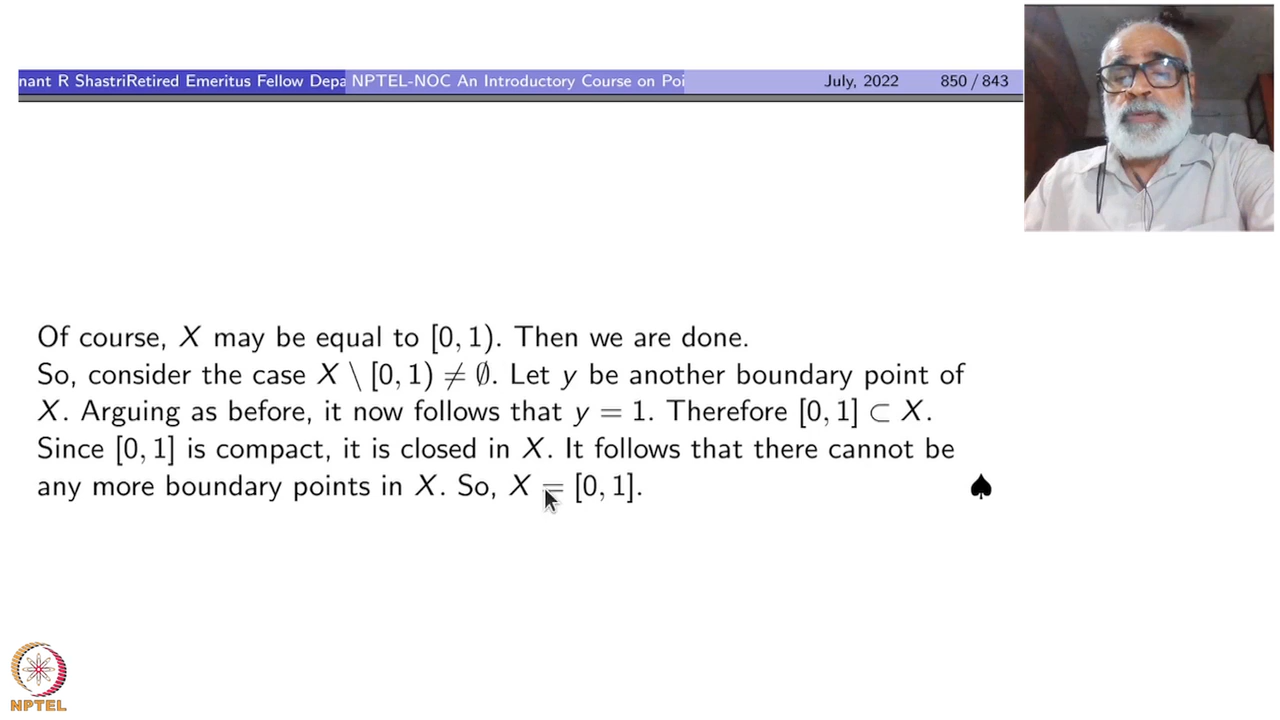 nant R ShastriRetired Emeritus Fellow Depa NPTEL-NOC An Introductory Course on Poi July, 2022 850 / 843
Of course, X may be equal to [0, 1). Then we are done.
So, consider the case X \ [0, 1) ≠ ∅. Let y be another boundary point of
X. Arguing as before, it now follows that y = 1. Therefore [0, 1] ⊂ X.
Since [0, 1] is compact, it is closed in X. It follows that there cannot be
any more boundary points in X. So, X = [0, 1]. ♠
NPTEL